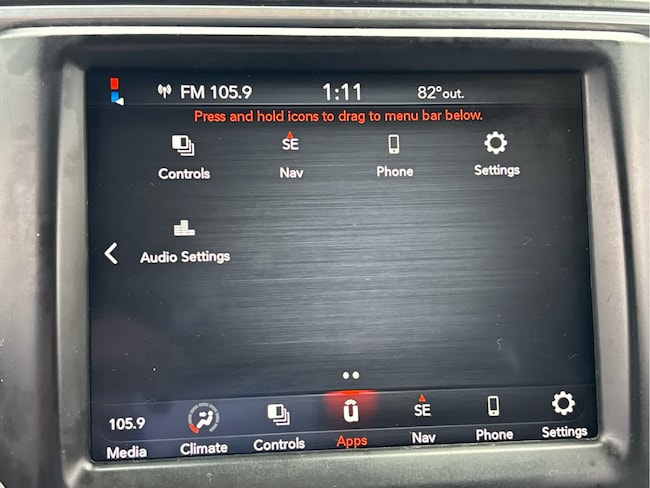 FM 105.9 1:11 82°out.
Press and hold icons to drag to menu bar below.
SE
Controls Nav Phone Settings
Audio Settings
105.9 SE
Media Climate Controls Apps Nav Phone Settings